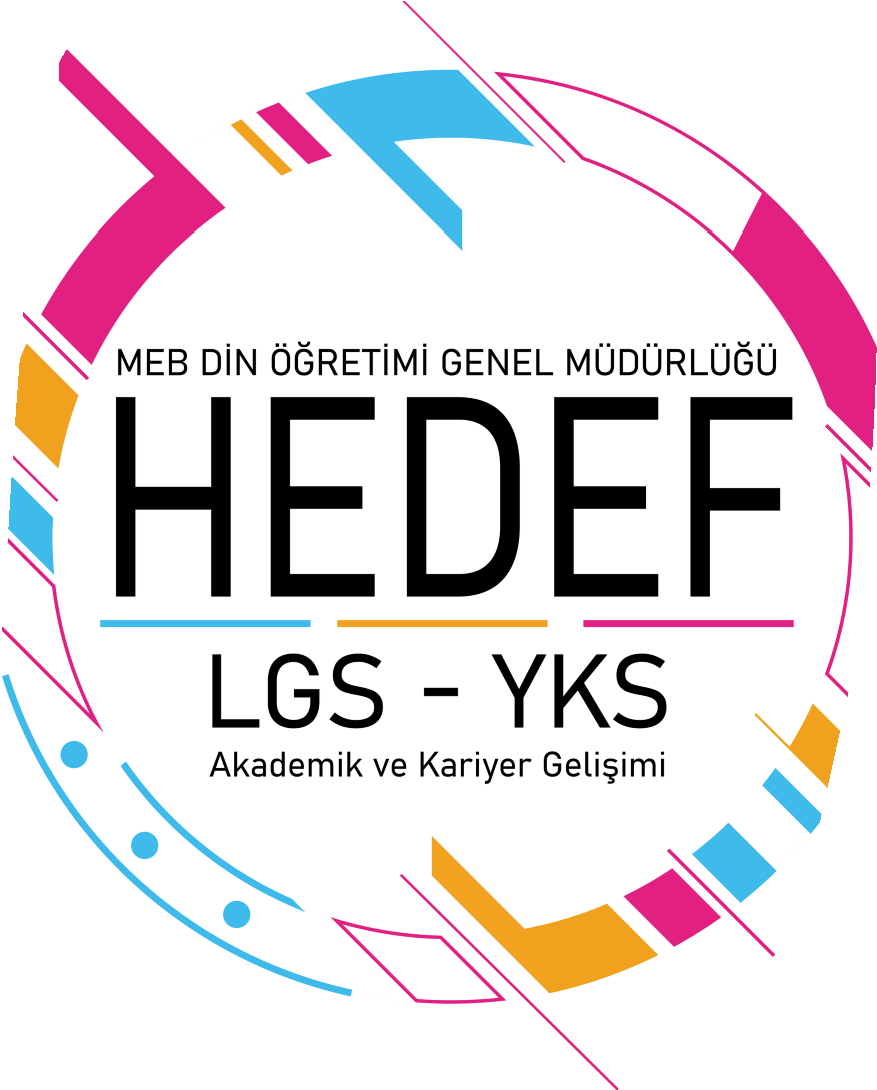 MEB DİN ÖĞRETİMİ GENEL MÜDÜRLÜĞÜ
HEDEF
LGS - YKS
Akademik ve Kariyer Gelişimi